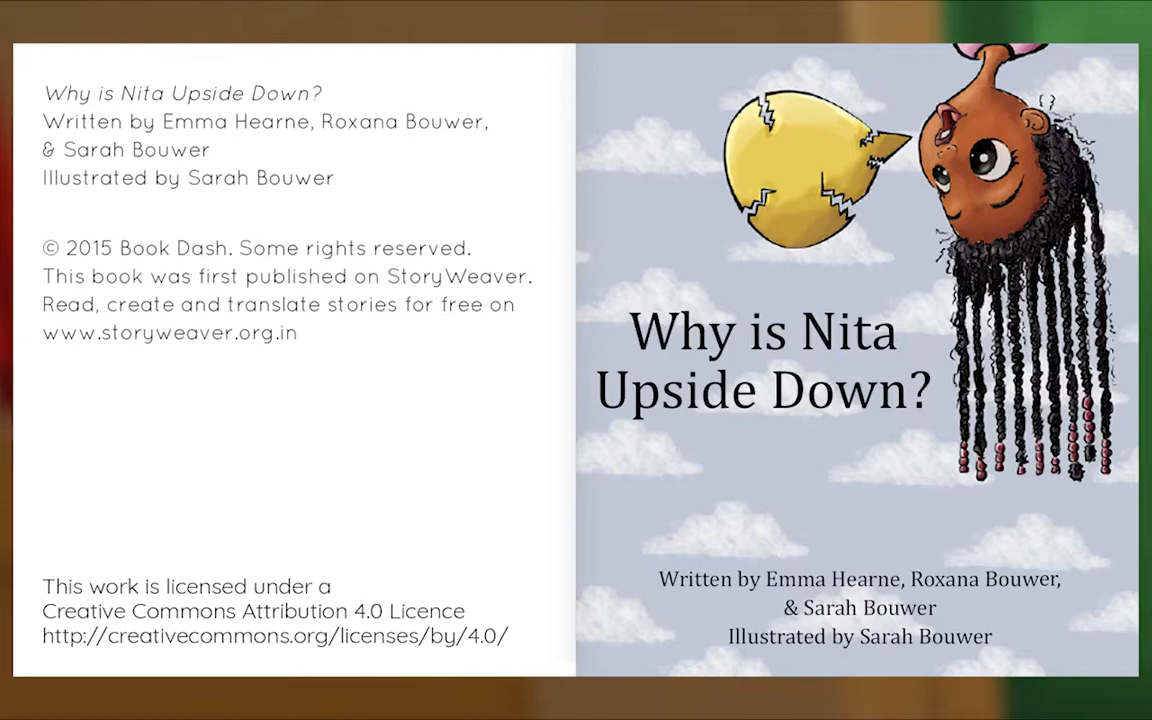 Why is Nita Upside Down?
Written by Emma Hearne, Roxana Bouwer,
& Sarah Bouwer
Illustrated by Sarah Bouwer
© 2015 Book Dash. Some rights reserved.
This book was first published on StoryWeaver.
Read, create and translate stories for free on
www.storyweaver.org.in
This work is licensed under a
Creative Commons Attribution 4.0 Licence
http://creativecommons.org/licenses/by/4.0/
Why is Nita
Upside Down?
Written by Emma Hearne, Roxana Bouwer,
& Sarah Bouwer
Illustrated by Sarah Bouwer